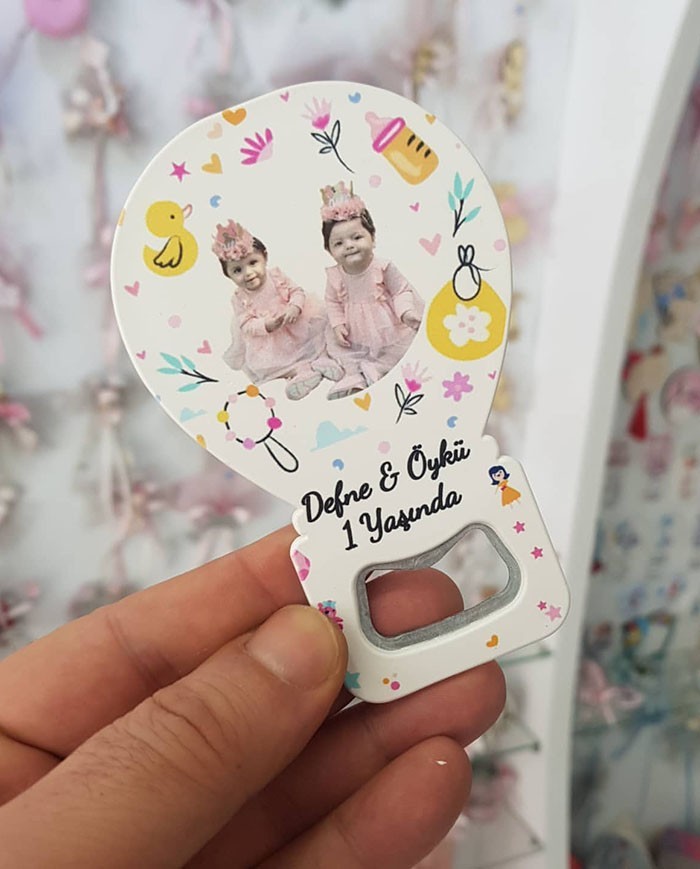 Defne & Öykü
1 Yaşında